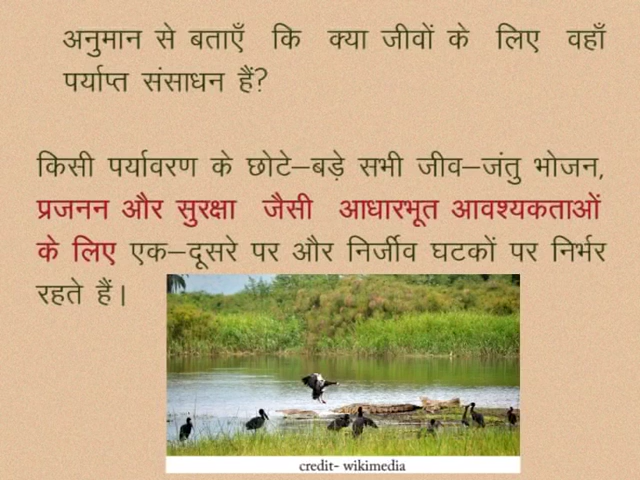 अनुमान से बताएँ कि क्या जीवों के लिए वहाँ
पर्याप्त संसाधन हैं?
किसी पर्यावरण के छोटे–बड़े सभी जीव–जंतु भोजन,
प्रजनन और सुरक्षा जैसी आधारभूत आवश्यकताओं
के लिए एक–दूसरे पर और निर्जीव घटकों पर निर्भर
रहते हैं।
credit- wikimedia